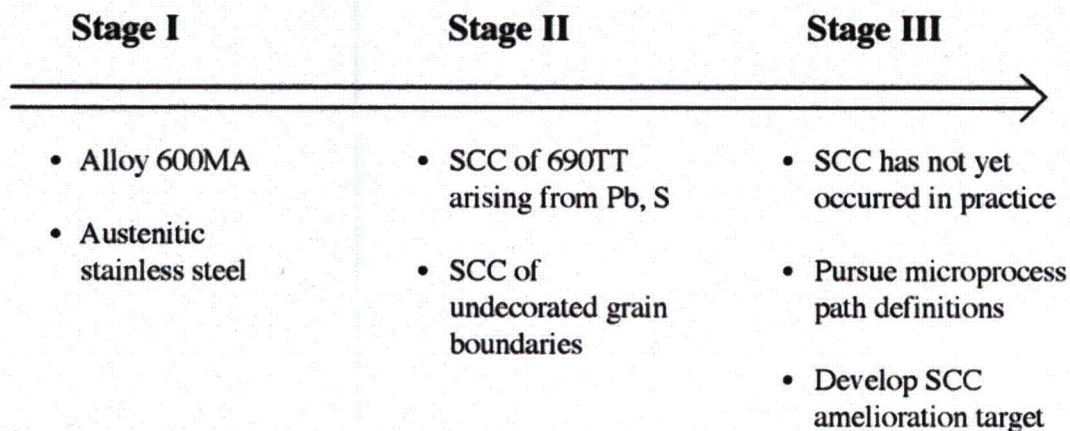 Stage I
Stage II
Stage III
• Alloy 600MA
• Austenitic
stainless steel
• SCC of 690TT
arising from Pb, S
• SCC of
undecorated grain
boundaries
• SCC has not yet
occurred in practice
• Pursue microprocess
path definitions
• Develop SCC
amelioration target